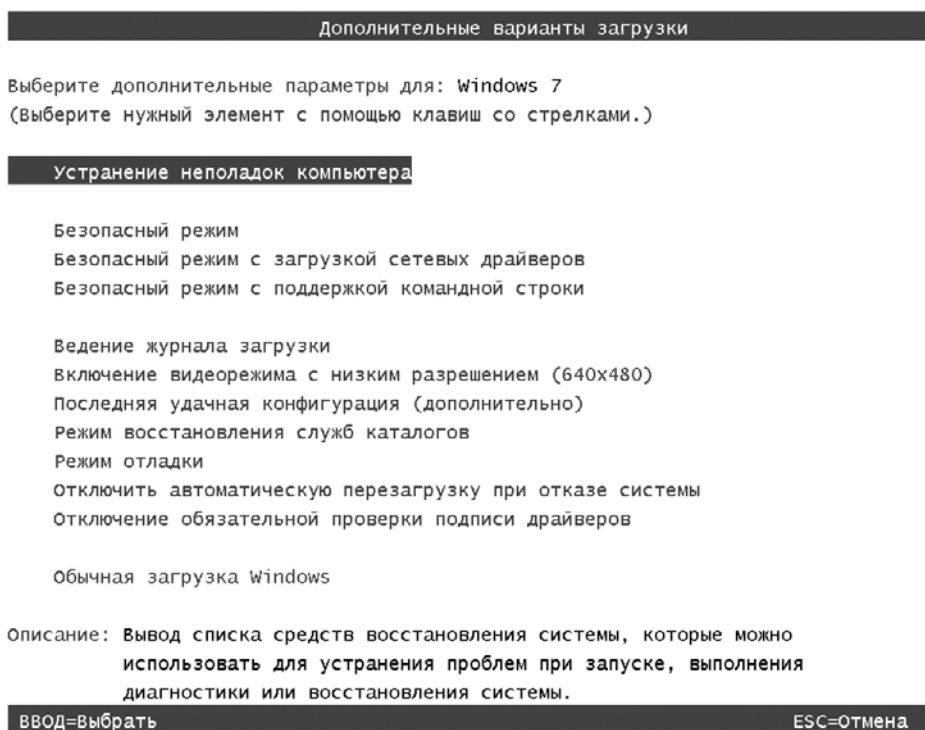 Дополнительные варианты загрузки
Выберите дополнительные параметры для: Windows 7
(Выберите нужный элемент с помощью клавиш со стрелками.)
Устранение неполадок компьютера
Безопасный режим
Безопасный режим с загрузкой сетевых драйверов
Безопасный режим с поддержкой командной строки
Ведение журнала загрузки
Включение видеорежима с низким разрешением (640x480)
Последняя удачная конфигурация (дополнительно)
Режим восстановления служб каталогов
Режим отладки
Отключить автоматическую перезагрузку при отказе системы
Отключение обязательной проверки подписи драйверов
Обычная загрузка Windows
Описание: Вывод списка средств восстановления системы, которые можно
использовать для устранения проблем при запуске, выполнения
диагностики или восстановления системы.
ВВОД=Выбрать ESC=Отмена